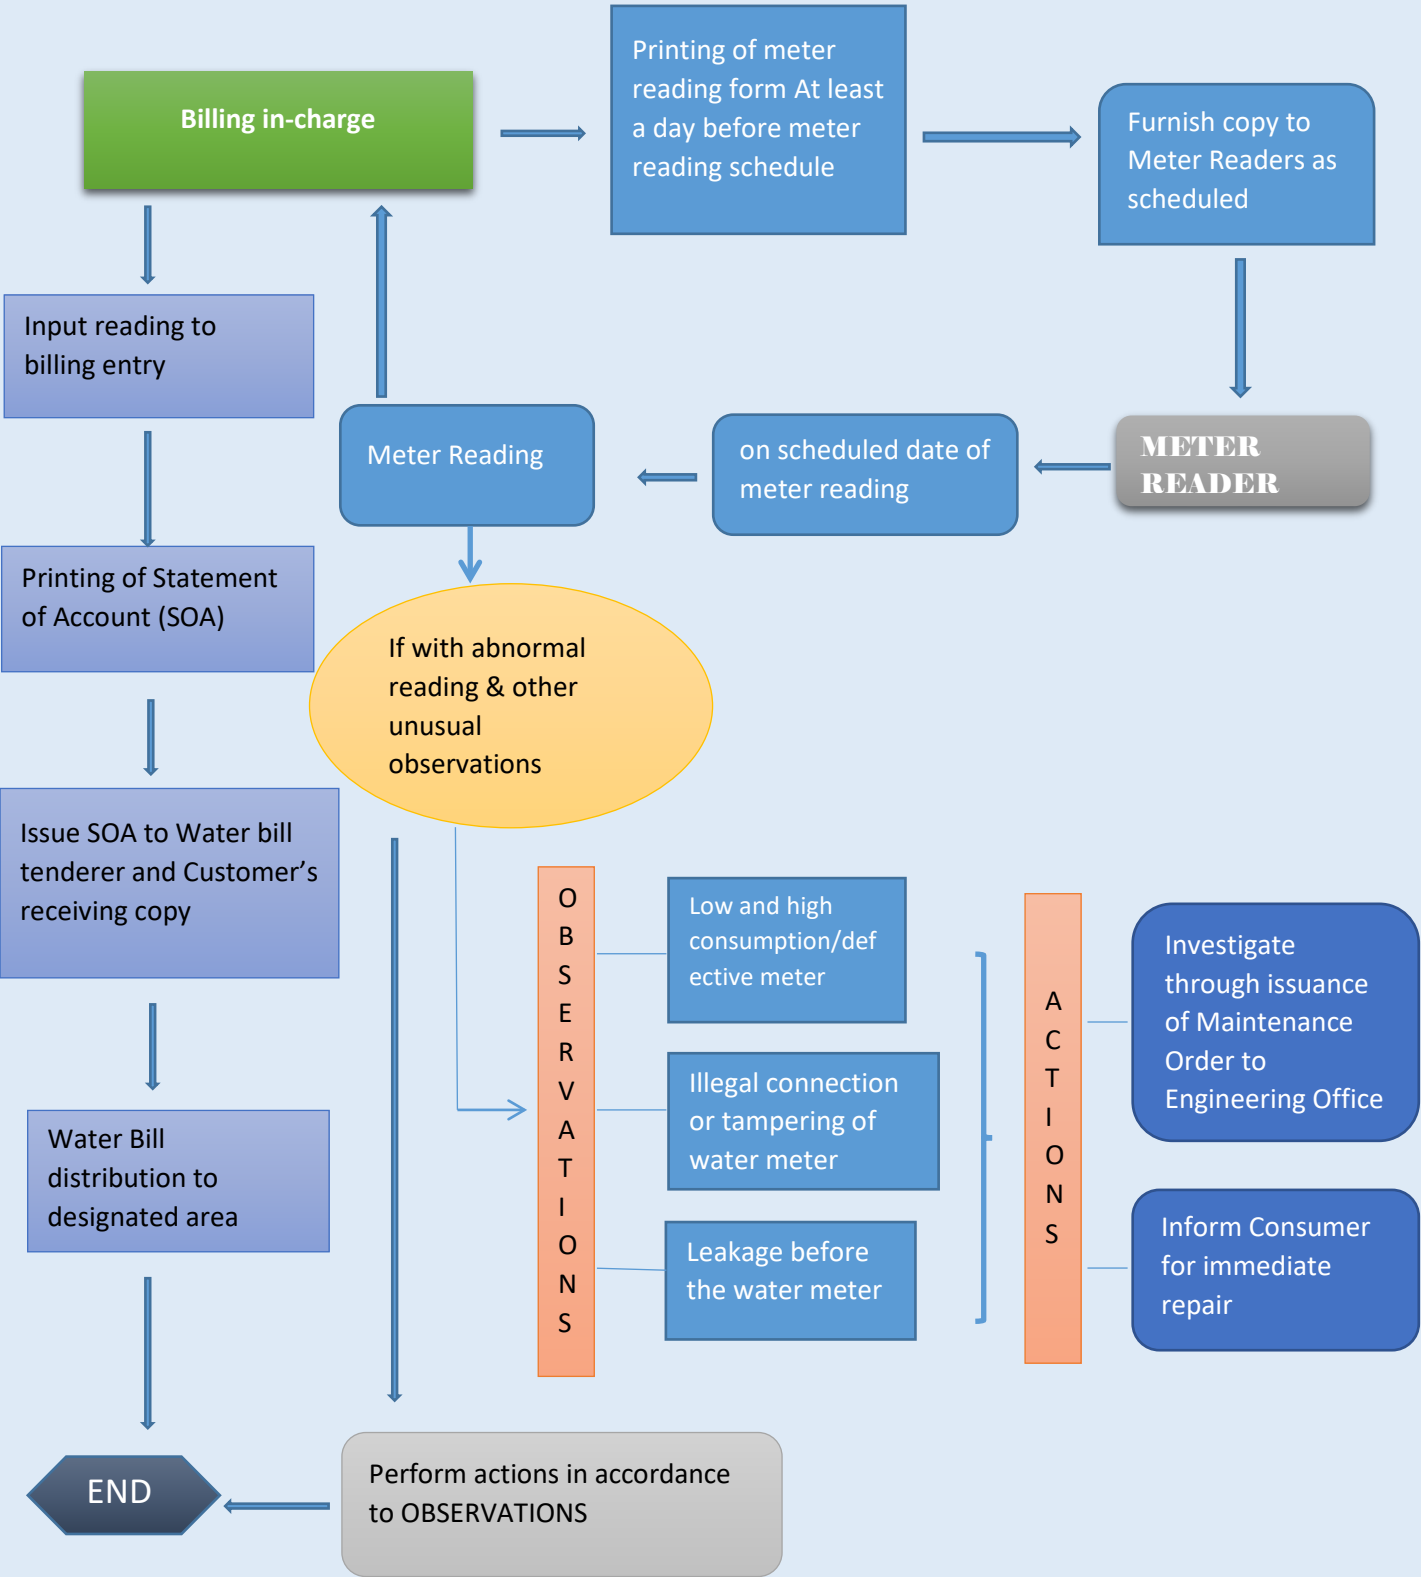 Billing in-charge
Printing of meter
reading form At least
a day before meter
reading schedule
Furnish copy to
Meter Readers as
scheduled
Input reading to
billing entry
Meter Reading
on scheduled date of
meter reading
METER
READER
Printing of Statement
of Account (SOA)
If with abnormal
reading & other
unusual
observations
Issue SOA to Water bill
tenderer and Customer’s
receiving copy
O
B
S
E
R
V
A
T
I
O
N
S
Low and high
consumption/def
ective meter
Illegal connection
or tampering of
water meter
Leakage before
the water meter
A
C
T
I
O
N
S
Investigate
through issuance
of Maintenance
Order to
Engineering Office
Inform Consumer
for immediate
repair
Water Bill
distribution to
designated area
END
Perform actions in accordance
to OBSERVATIONS